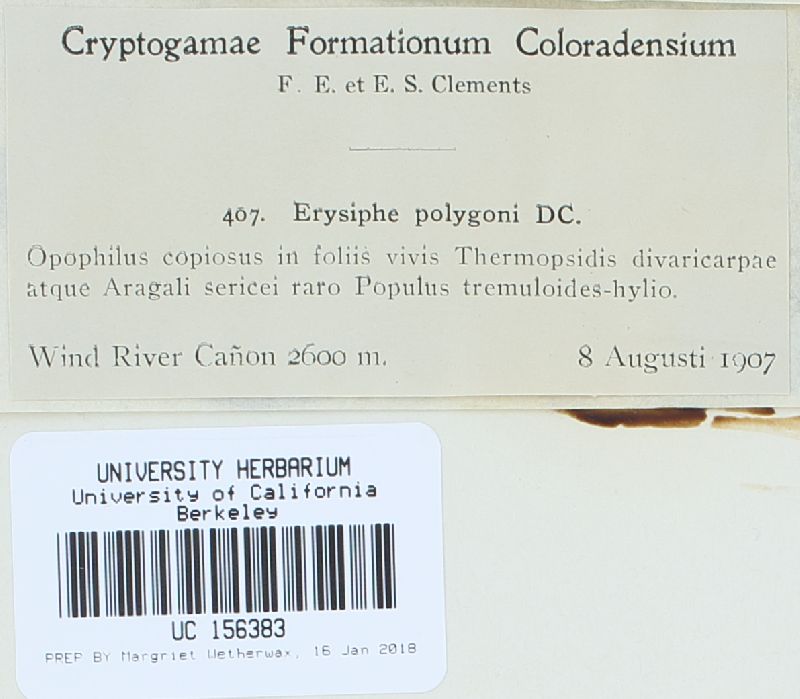 Cryptogamae Formationum Coloradensium
F. E. et E. S. Clements
407. Erysiphe polygoni DC.
Opophilus copiosus in foliis vivis Thermopsidis divaricarpae
atque Aragali sericei raro Populus tremuloides-hylio.
Wind River Cañon 2600 m. 8 Augusti 1907
UNIVERSITY HERBARIUM
University of California
Berkeley
UC 156383
PREP BY Margriet Wetherwax, 16 Jan 2018